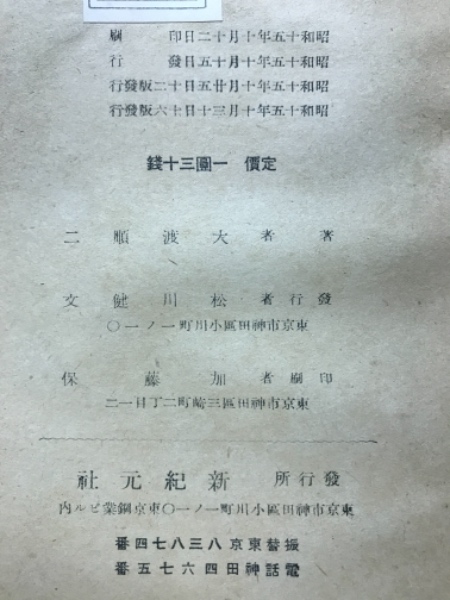 昭和十五年十月十二日印刷
昭和十五年十月十五日發行
昭和十五年十月廿五日十二版發行
昭和十五年十月三十日十六版發行
定價 一圓三十錢
著者 大渡順二
發行者 松川健文
東京市神田區小川町一ノ一〇
印刷者 加藤保
東京市神田區三崎町二丁目一二
發行所 新紀元社
東京市神田區小川町一ノ一〇東京鋼業ビル内
振替東京八三八七四番
電話神田四六七五番